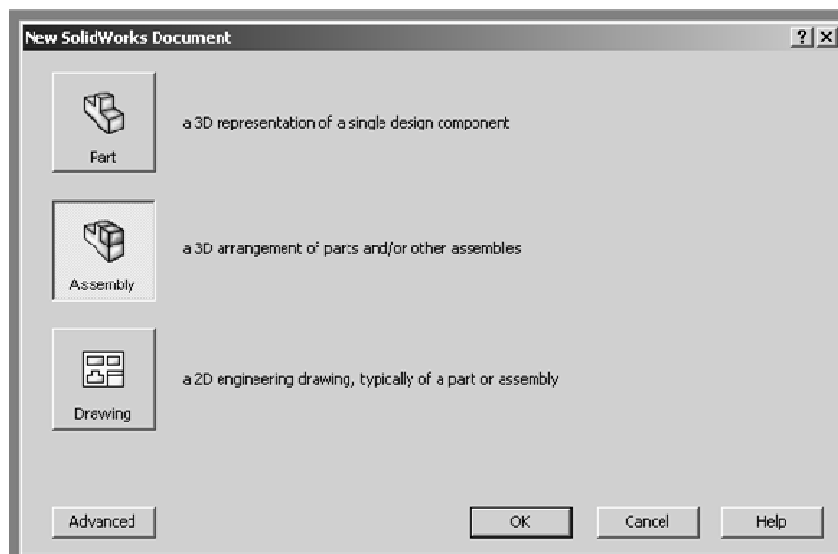 New SolidWorks Document
Part
a 3D representation of a single design component
Assembly
a 3D arrangement of parts and/or other assembles
Drawing
a 2D engineering drawing, typically of a part or assembly
Advanced
OK
Cancel
Help